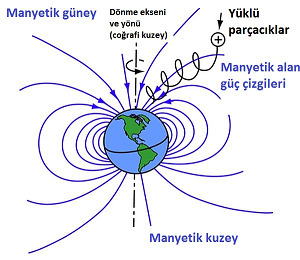 Manyetik güney
Dönme ekseni
ve yönü
(coğrafi kuzey)
Yüklü
parçacıklar
+
Manyetik alan
güç çizgileri
Manyetik kuzey